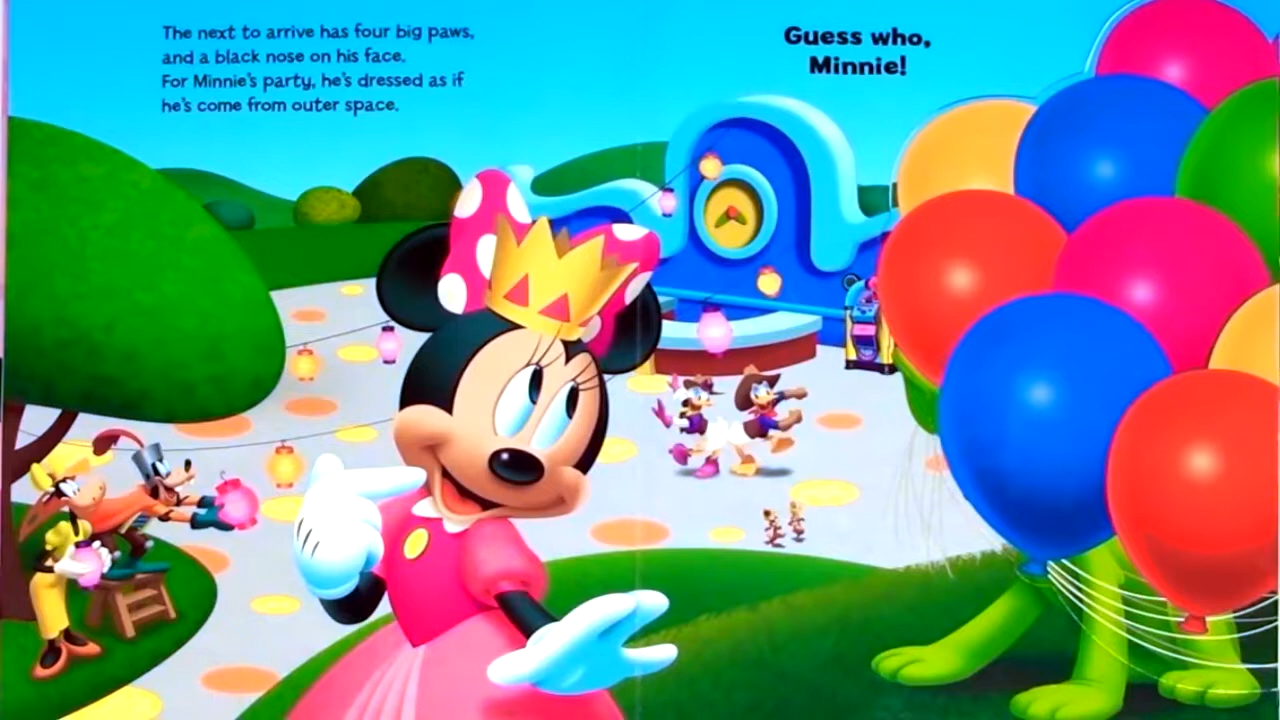 The next to arrive has four big paws,
and a black nose on his face.
For Minnie's party, he's dressed as if
he's come from outer space.
Guess who,
Minnie!